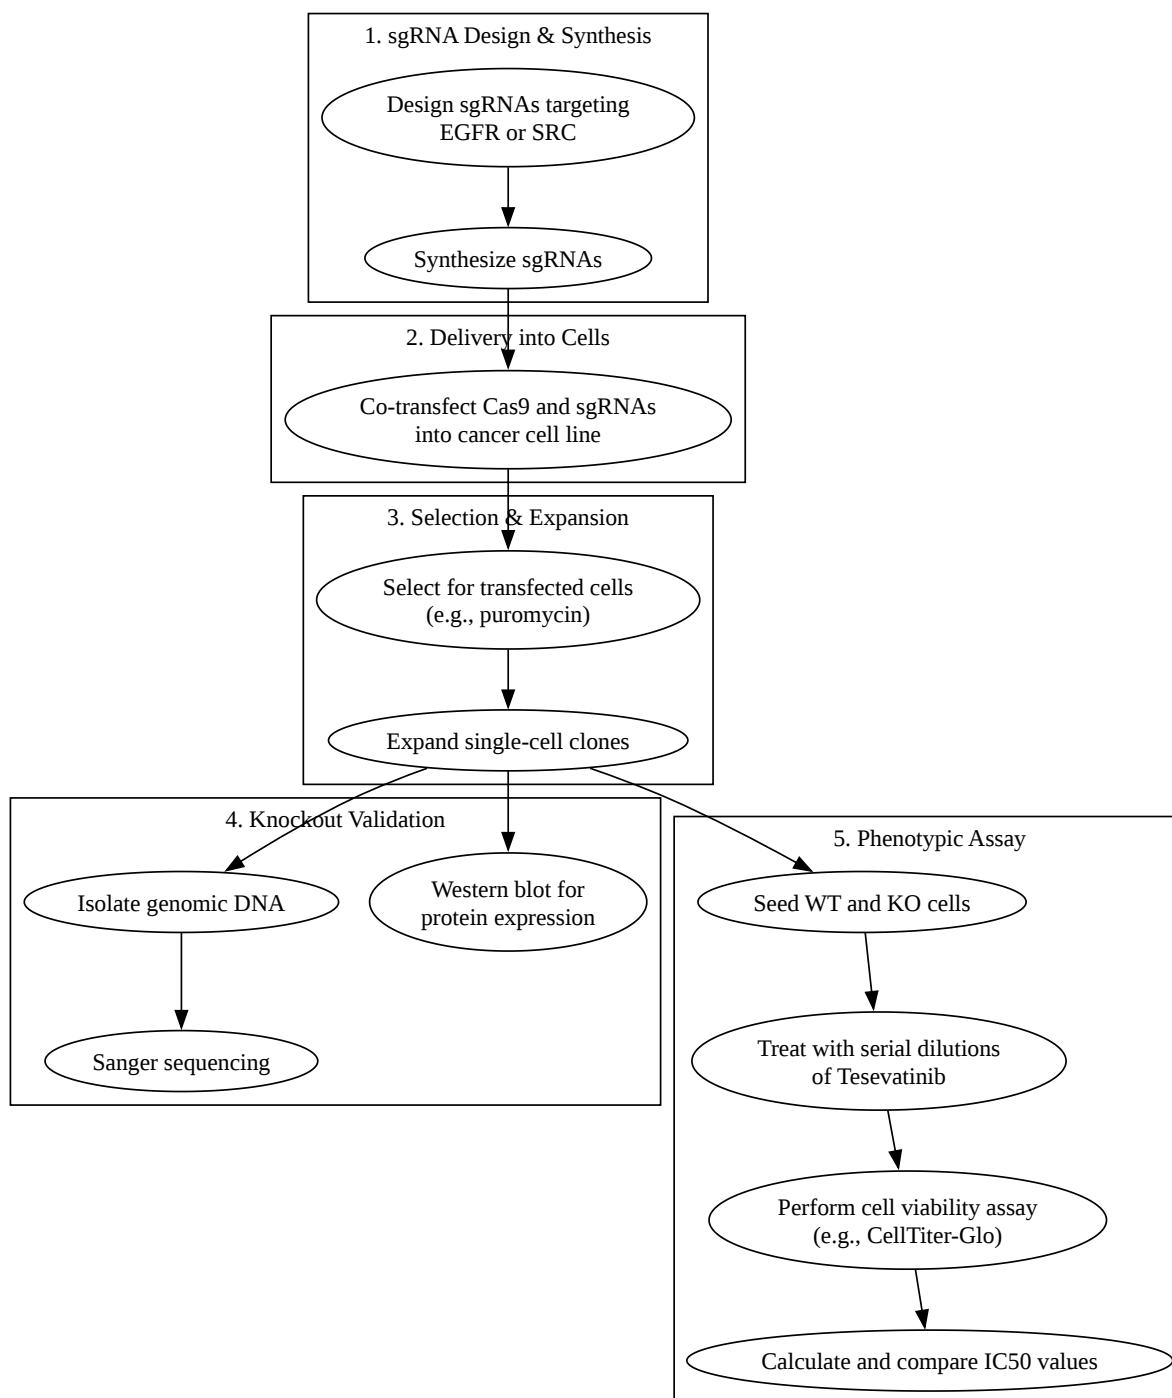 1. sgRNA Design & Synthesis
Design sgRNAs targeting
EGFR or SRC
Synthesize sgRNAs
2. Delivery into Cells
Co-transfect Cas9 and sgRNAs
into cancer cell line
3. Selection & Expansion
Select for transfected cells
(e.g., puromycin)
Expand single-cell clones
4. Knockout Validation
Isolate genomic DNA
Western blot for
protein expression
Sanger sequencing
5. Phenotypic Assay
Seed WT and KO cells
Treat with serial dilutions
of Tesevatinib
Perform cell viability assay
(e.g., CellTiter-Glo)
Calculate and compare IC50 values